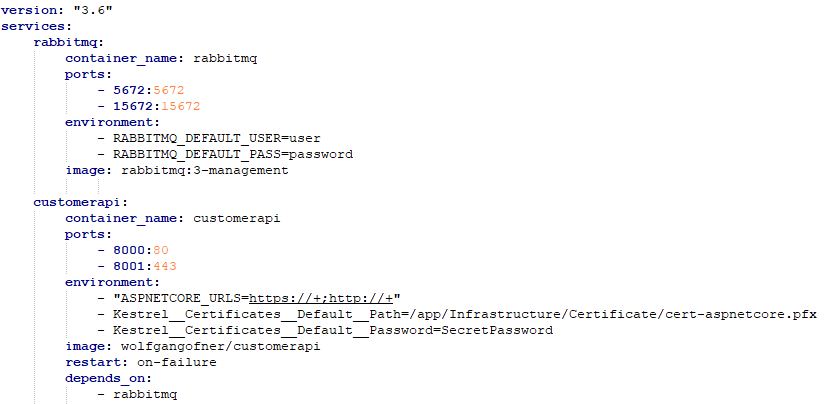 version: "3.6"
services:
    rabbitmq:
        container_name: rabbitmq
        ports:
            - 5672:5672
            - 15672:15672
        environment:
            - RABBITMQ_DEFAULT_USER=user
            - RABBITMQ_DEFAULT_PASS=password
        image: rabbitmq:3-management
    customerapi:
        container_name: customerapi
        ports:
            - 8000:80
            - 8001:443
        environment:
            - "ASPNETCORE_URLS=https://+;http://+"
            - Kestrel__Certificates__Default__Path=/app/Infrastructure/Certificate/cert-aspnetcore.pfx
            - Kestrel__Certificates__Default__Password=SecretPassword
        image: wolfgangofner/customerapi
        restart: on-failure
        depends_on:
            - rabbitmq